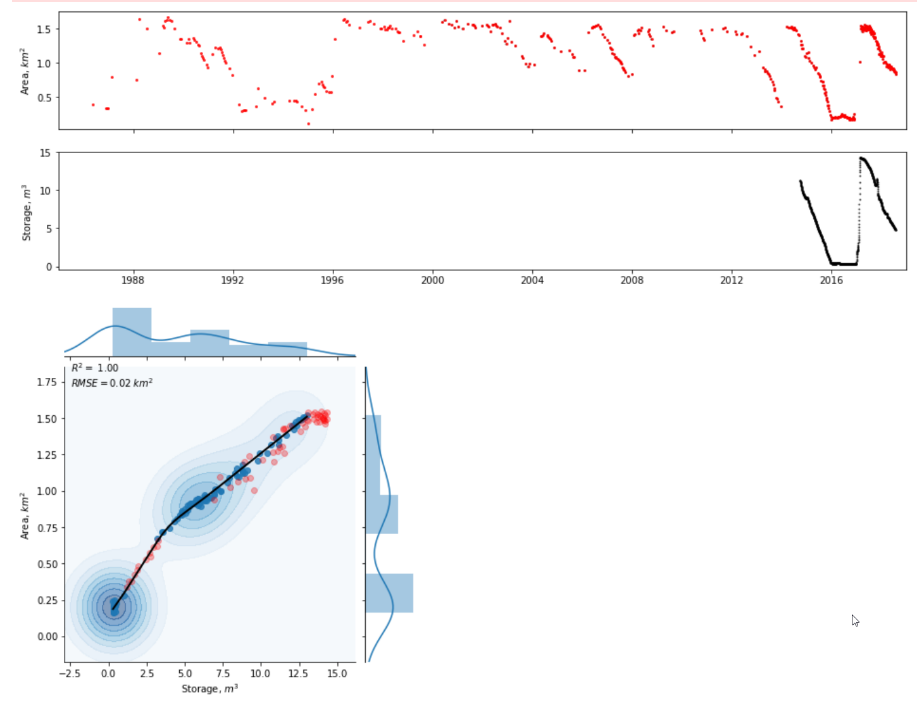 Area, km²
1.5
1.0
0.5
Storage, m³
15
10
5
0
1988 1992 1996 2000 2004 2008 2012 2016
R² = 1.00
RMSE = 0.02 km²
Area, km²
1.75
1.50
1.25
1.00
0.75
0.50
0.25
0.00
−2.5 0.0 2.5 5.0 7.5 10.0 12.5 15.0
Storage, m³